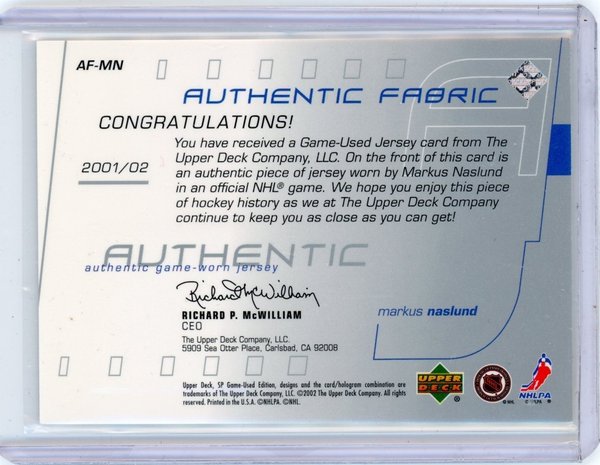 AF-MN
AUTHENTIC FABRIC
CONGRATULATIONS!
2001/02
You have received a Game-Used Jersey card from The
Upper Deck Company, LLC. On the front of this card is
an authentic piece of jersey worn by Markus Naslund
in an official NHL® game. We hope you enjoy this piece
of hockey history as we at The Upper Deck Company
continue to keep you as close as you can get!
AUTHENTIC
authentic game-worn jersey
Richard P. McWilliam
RICHARD P. McWILLIAM
CEO
markus naslund
The Upper Deck Company, LLC.
5909 Sea Otter Place, Carlsbad, CA 92008
Upper Deck, SP Game-Used Edition, designs and the card/hologram combination are
trademarks of The Upper Deck Company, LLC. ©2002 The Upper Deck Company. All rights
reserved. Printed in the U.S.A. ©NHLPA. ©NHL.
UPPER
DECK
®
©NHL
NHLPA
©NHLPA